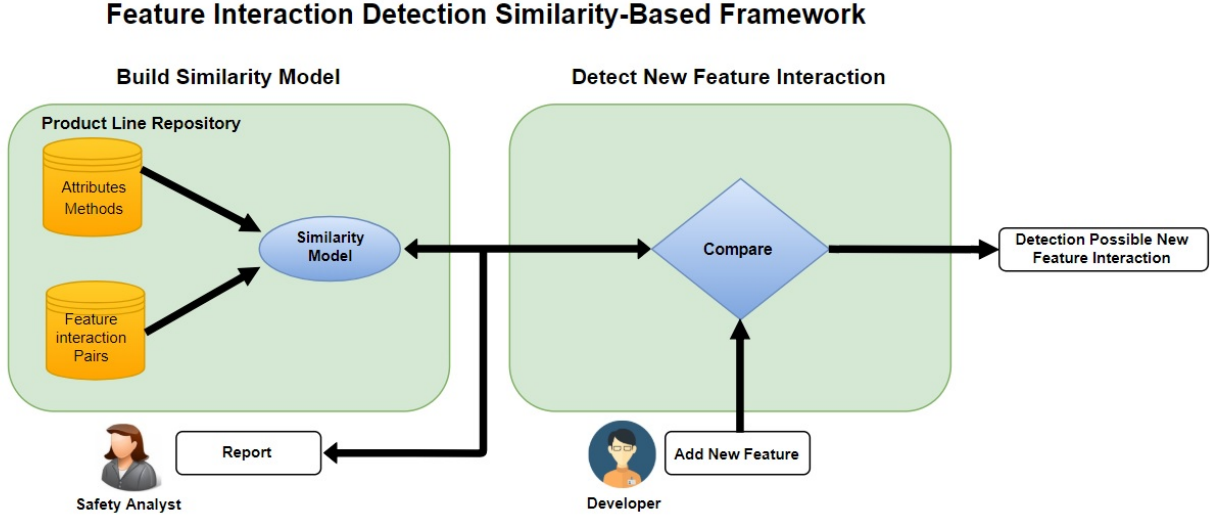 Feature Interaction Detection Similarity-Based Framework
Build Similarity Model
Detect New Feature Interaction
Product Line Repository
Attributes
Methods
Similarity
Model
Compare
Detection Possible New
Feature Interaction
Feature
interaction
Pairs
Report
Add New Feature
Safety Analyst
Developer